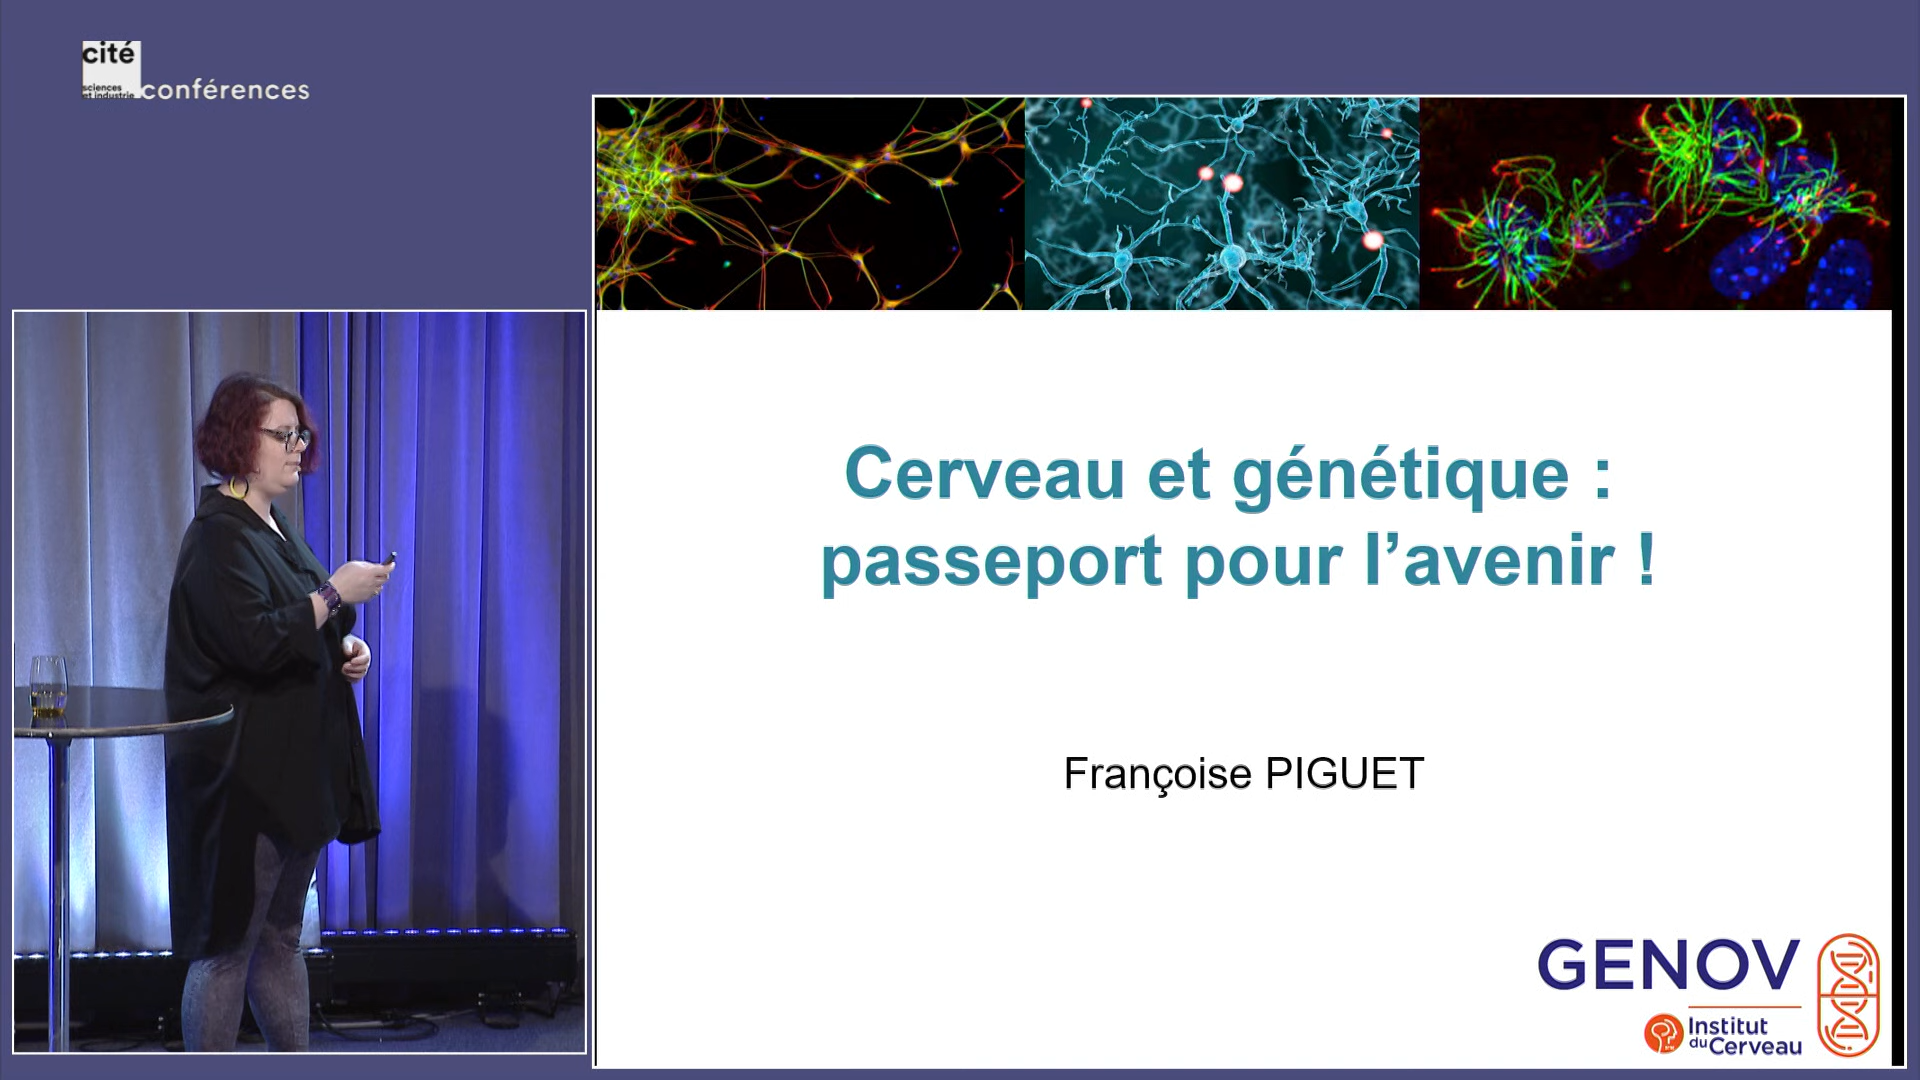 cité
sciences
et industrie
conférences
Cerveau et génétique :
passeport pour l’avenir !
Françoise PIGUET
GENOV
Institut
du Cerveau